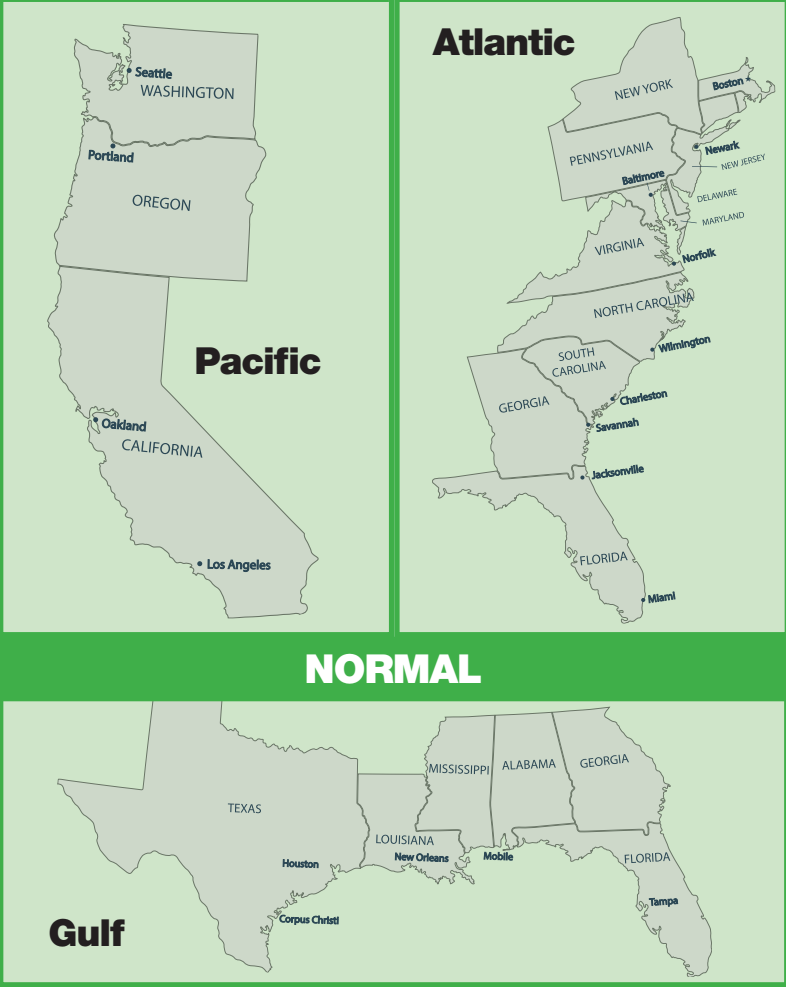 Seattle
WASHINGTON
Portland
OREGON
Pacific
Oakland
CALIFORNIA
Los Angeles
Atlantic
NEW YORK
Boston
PENNSYLVANIA
Newark
NEW JERSEY
Baltimore
DELAWARE
MARYLAND
VIRGINIA
Norfolk
NORTH CAROLINA
Wilmington
SOUTH
CAROLINA
Charleston
GEORGIA
Savannah
Jacksonville
FLORIDA
Miami
NORMAL
MISSISSIPPI
ALABAMA
GEORGIA
TEXAS
LOUISIANA
New Orleans
Mobile
Houston
FLORIDA
Tampa
Corpus Christi
Gulf